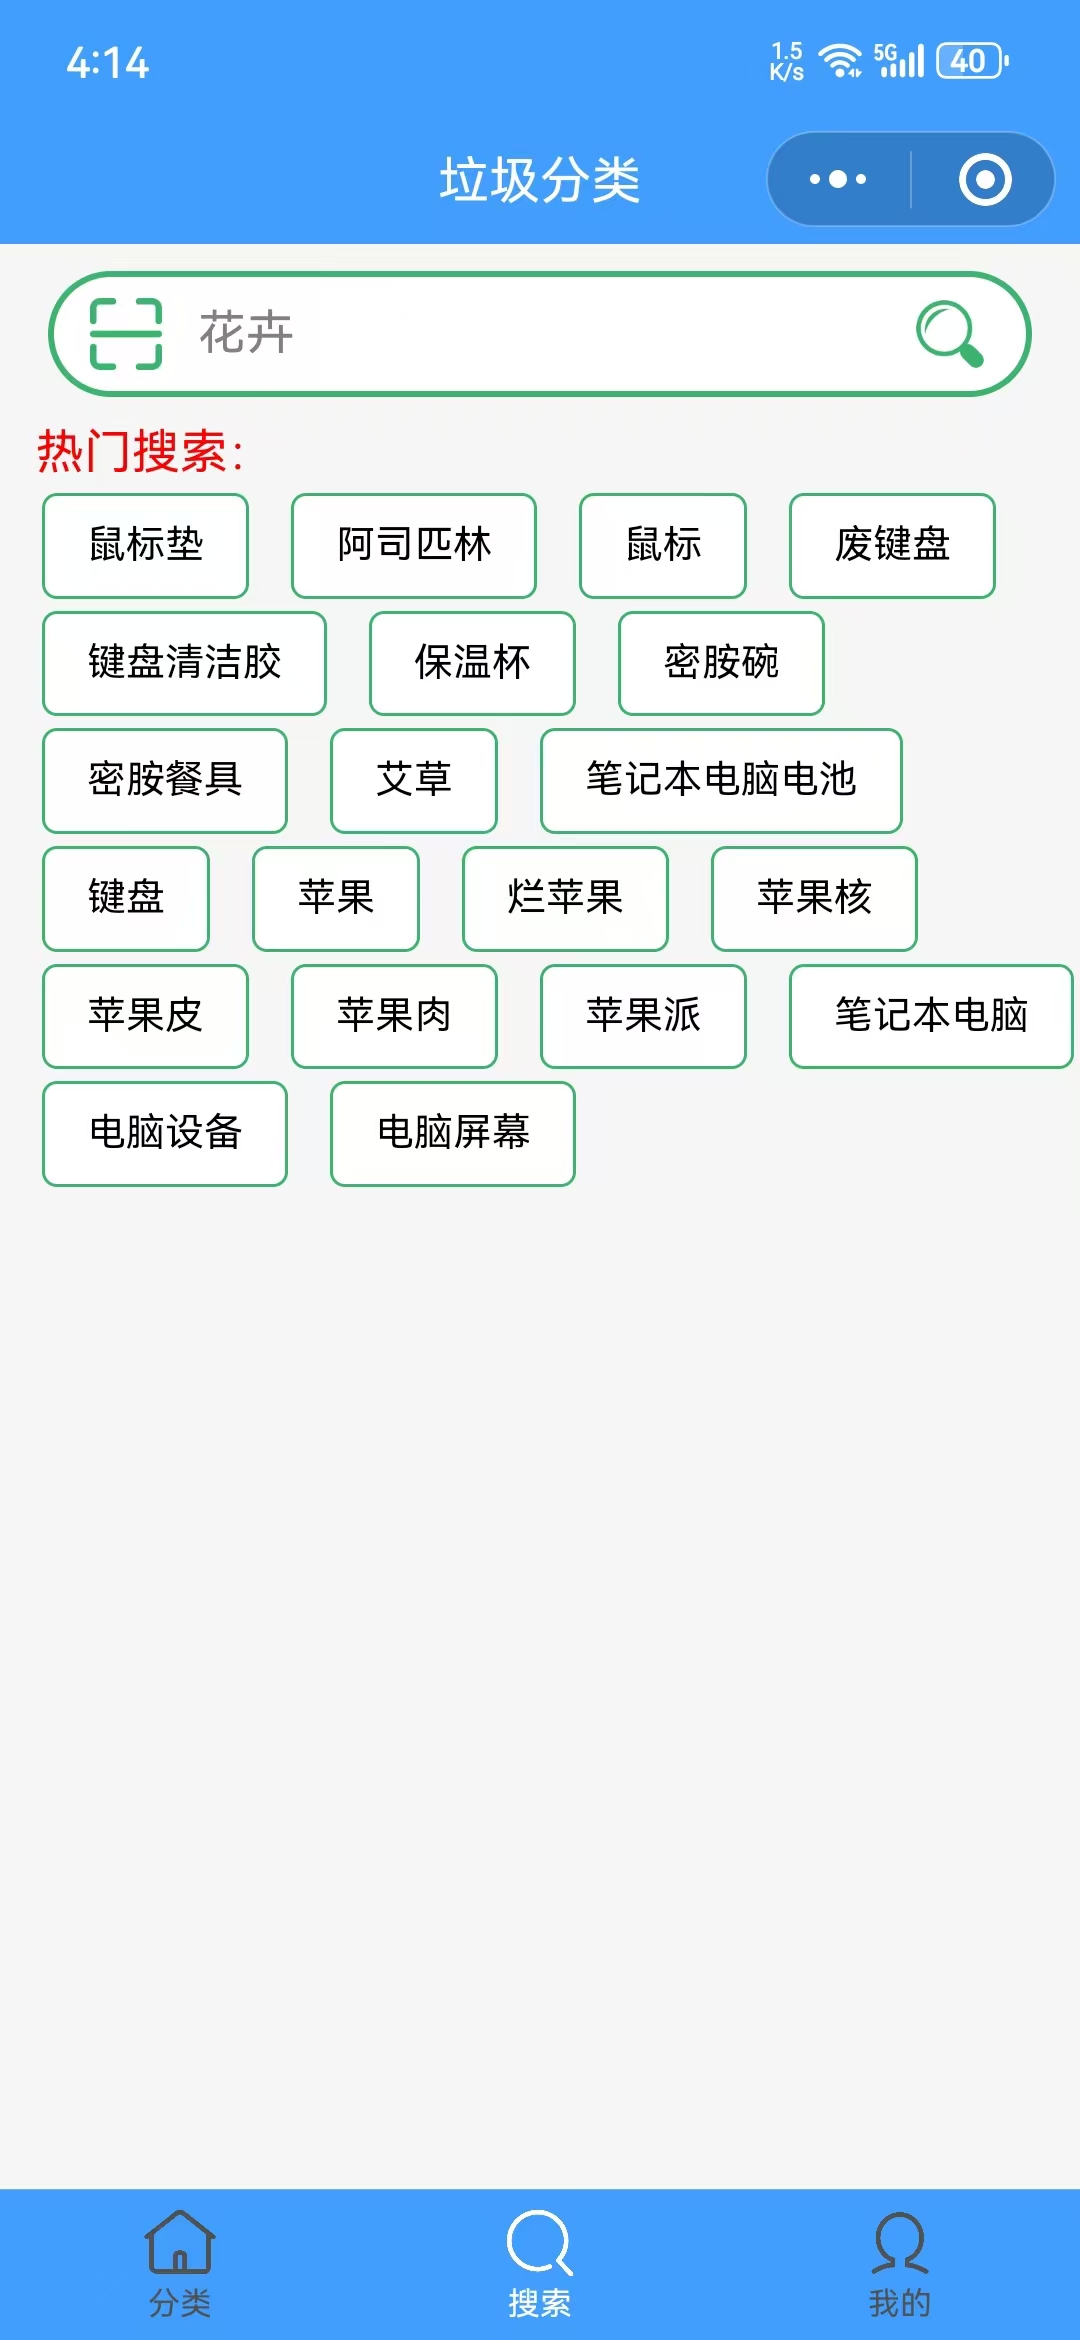 4:14
1.5 K/s 5G 40
垃圾分类
花卉
热门搜索：
鼠标垫 阿司匹林 鼠标 废键盘
键盘清洁胶 保温杯 密胺碗
密胺餐具 艾草 笔记本电脑电池
键盘 苹果 烂苹果 苹果核
苹果皮 苹果肉 苹果派 笔记本电脑
电脑设备 电脑屏幕
分类 搜索 我的